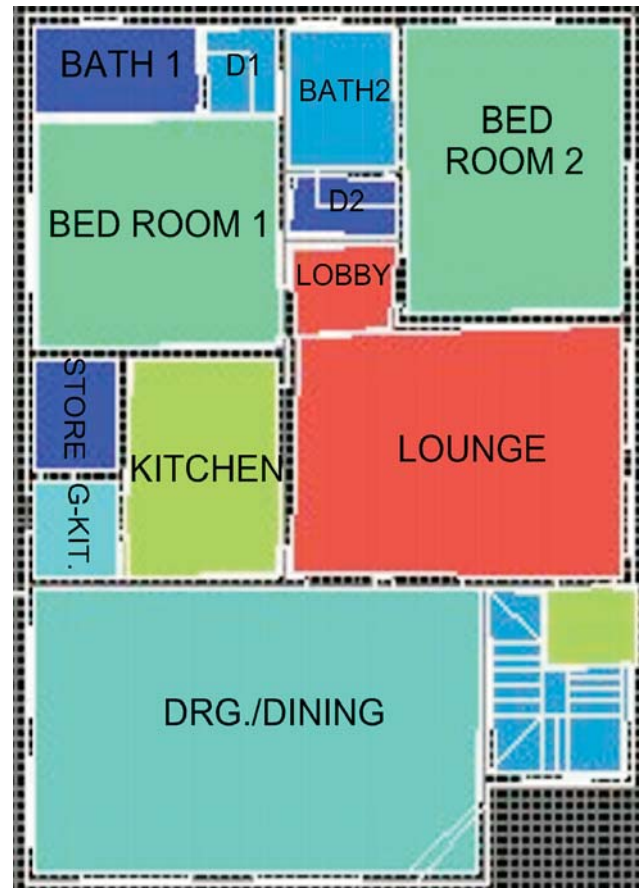 BATH 1
D1
BATH2
BED
ROOM 2
BED ROOM 1
D2
LOBBY
STORE
KITCHEN
LOUNGE
G-KIT.
DRG./DINING